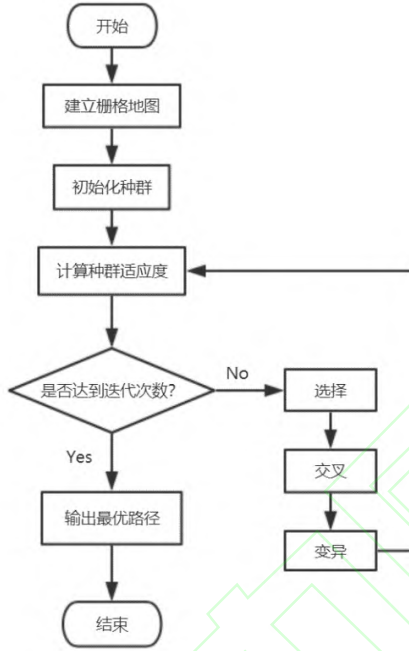 开始
建立栅格地图
初始化种群
计算种群适应度
是否达到迭代次数?
No
选择
Yes
交叉
输出最优路径
变异
结束